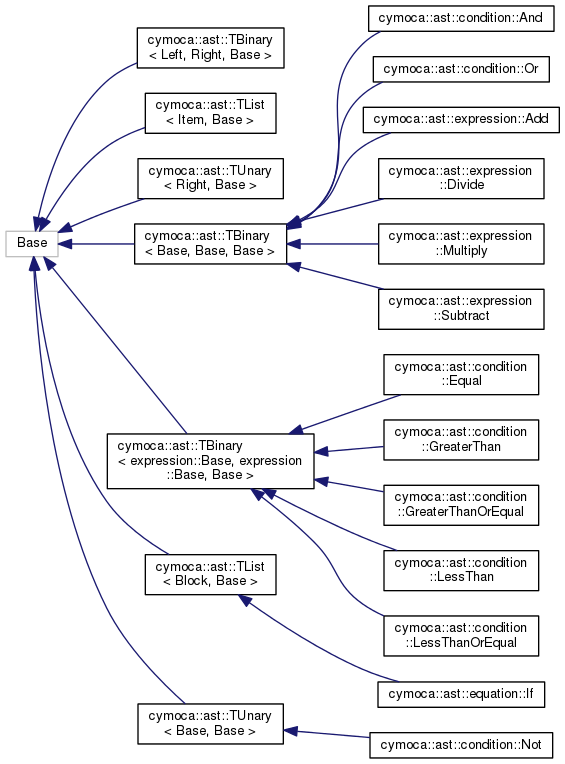 Base
cymoca::ast::TBinary
< Left, Right, Base >
cymoca::ast::TList
< Item, Base >
cymoca::ast::TUnary
< Right, Base >
cymoca::ast::TBinary
< Base, Base, Base >
cymoca::ast::condition::And
cymoca::ast::condition::Or
cymoca::ast::expression::Add
cymoca::ast::expression
::Divide
cymoca::ast::expression
::Multiply
cymoca::ast::expression
::Subtract
cymoca::ast::TBinary
< expression::Base, expression
::Base, Base >
cymoca::ast::condition
::Equal
cymoca::ast::condition
::GreaterThan
cymoca::ast::condition
::GreaterThanOrEqual
cymoca::ast::condition
::LessThan
cymoca::ast::condition
::LessThanOrEqual
cymoca::ast::TList
< Block, Base >
cymoca::ast::equation::If
cymoca::ast::TUnary
< Base, Base >
cymoca::ast::condition::Not